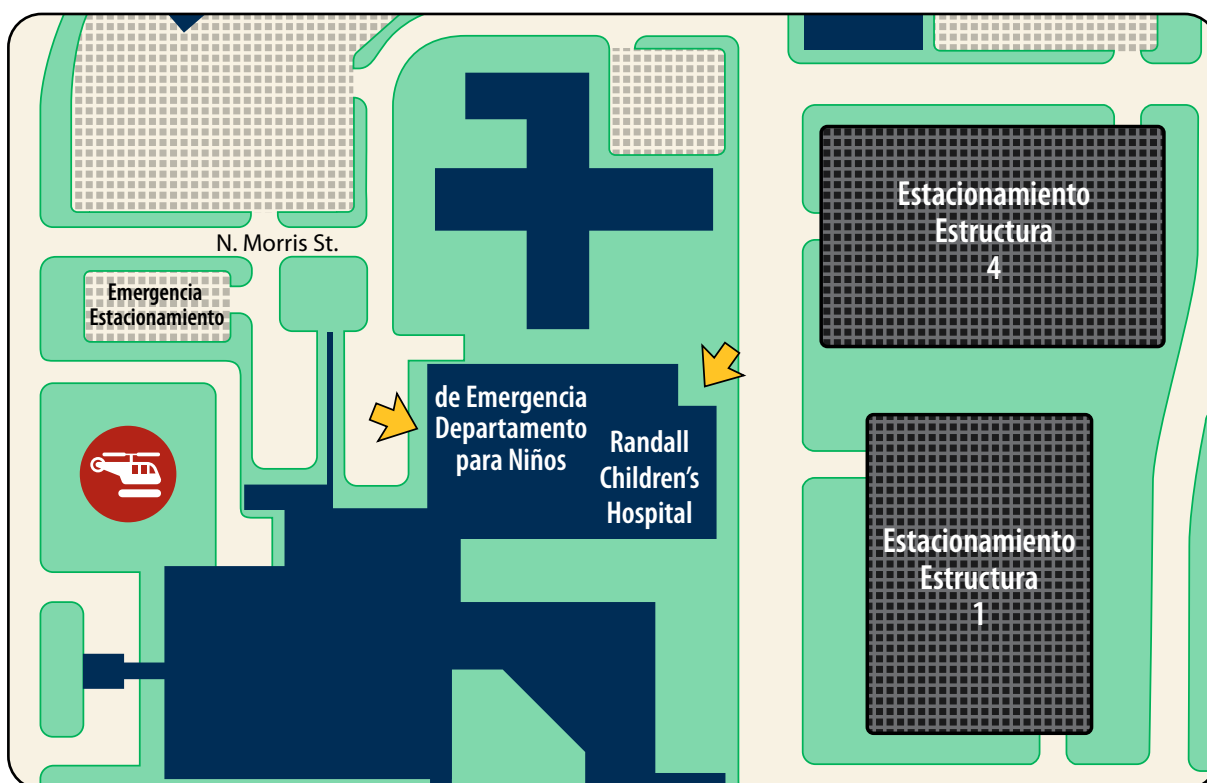 N. Morris St.
Emergencia
Estacionamiento
de Emergencia
Departamento
para Niños
Randall
Children's
Hospital
Estacionamiento
Estructura
4
Estacionamiento
Estructura
1